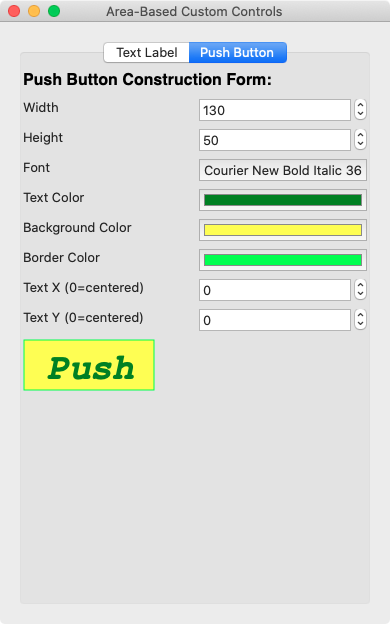 Area-Based Custom Controls
Text Label Push Button
Push Button Construction Form:
Width 130
Height 50
Font Courier New Bold Italic 36
Text Color
Background Color
Border Color
Text X (0=centered) 0
Text Y (0=centered) 0
Push